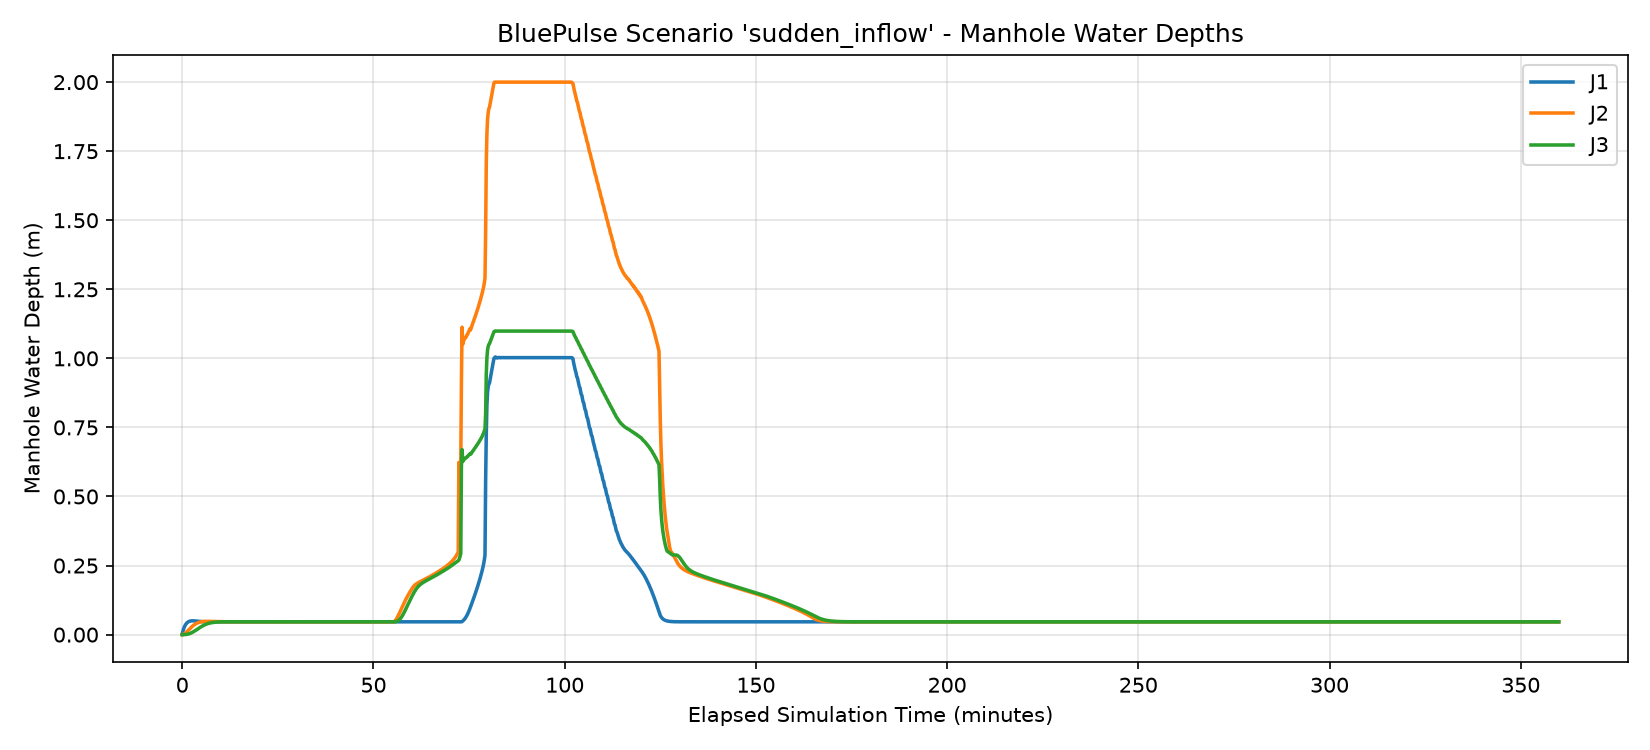 BluePulse Scenario 'sudden_inflow' - Manhole Water Depths
J1
J2
J3
Manhole Water Depth (m)
2.00
1.75
1.50
1.25
1.00
0.75
0.50
0.25
0.00
0 50 100 150 200 250 300 350
Elapsed Simulation Time (minutes)